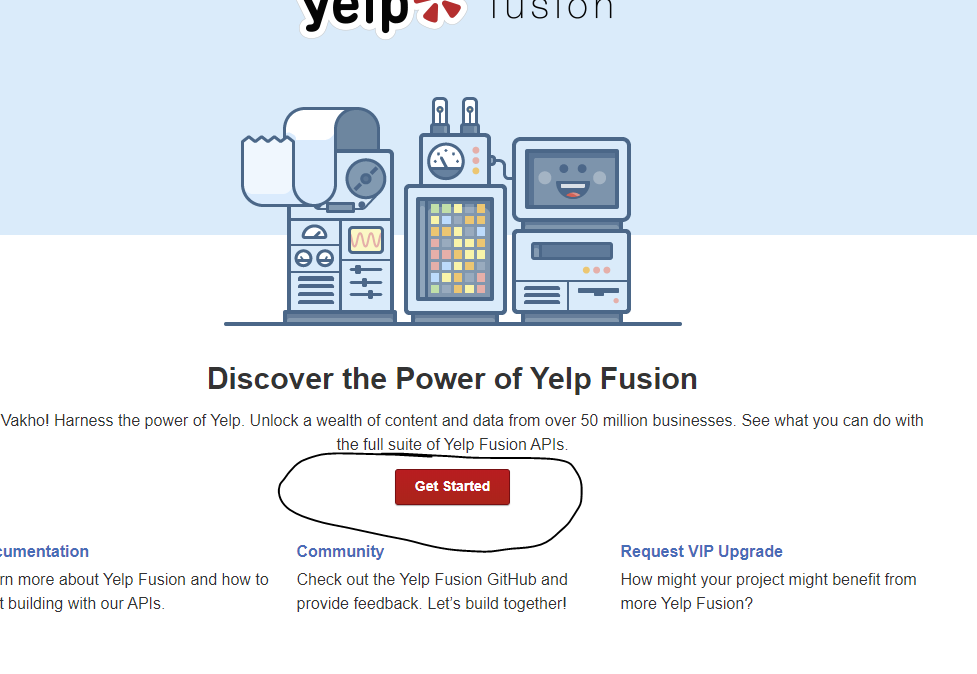 yelp fusion
Discover the Power of Yelp Fusion
Vakho! Harness the power of Yelp. Unlock a wealth of content and data from over 50 million businesses. See what you can do with
the full suite of Yelp Fusion APIs.
Get Started
cumentation
rn more about Yelp Fusion and how to
t building with our APIs.
Community
Check out the Yelp Fusion GitHub and
provide feedback. Let’s build together!
Request VIP Upgrade
How might your project might benefit from
more Yelp Fusion?